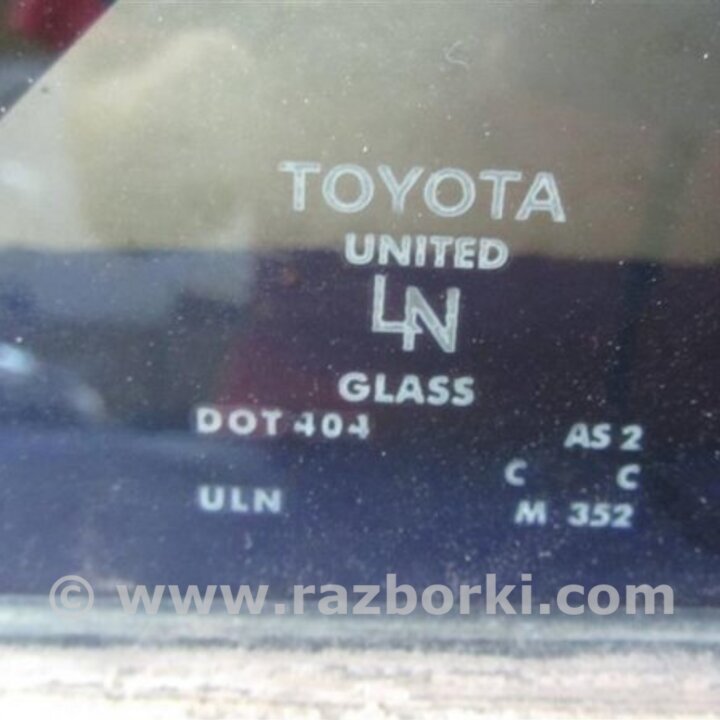 TOYOTA
UNITED
LN
GLASS
DOT 404 AS 2
C C
ULN M 352
© www.razborki.com